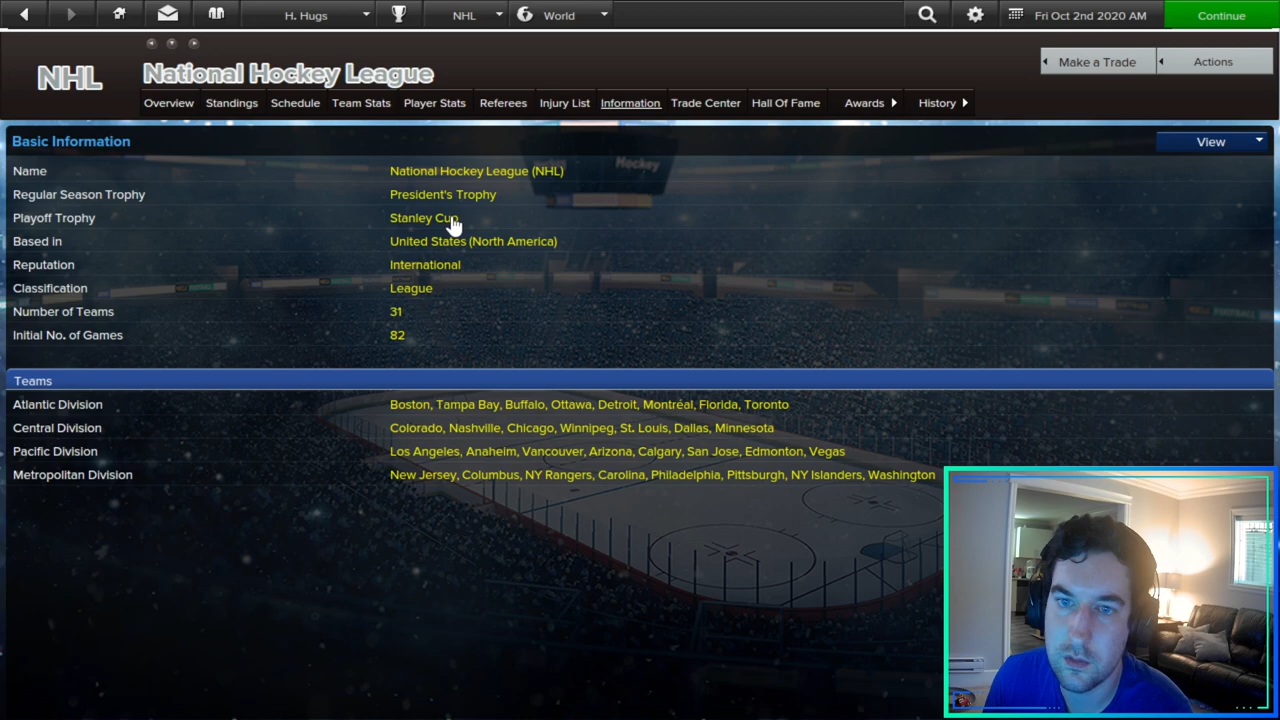 H. Hugs NHL World Fri Oct 2nd 2020 AM Continue
NHL National Hockey League Make a Trade Actions
Overview Standings Schedule Team Stats Player Stats Referees Injury List Information Trade Center Hall Of Fame Awards History
Basic Information View
Name National Hockey League (NHL)
Regular Season Trophy President's Trophy
Playoff Trophy Stanley Cup
Based in United States (North America)
Reputation International
Classification League
Number of Teams 31
Initial No. of Games 82
Teams
Atlantic Division Boston, Tampa Bay, Buffalo, Ottawa, Detroit, Montréal, Florida, Toronto
Central Division Colorado, Nashville, Chicago, Winnipeg, St. Louis, Dallas, Minnesota
Pacific Division Los Angeles, Anaheim, Vancouver, Arizona, Calgary, San Jose, Edmonton, Vegas
Metropolitan Division New Jersey, Columbus, NY Rangers, Carolina, Philadelphia, Pittsburgh, NY Islanders, Washington